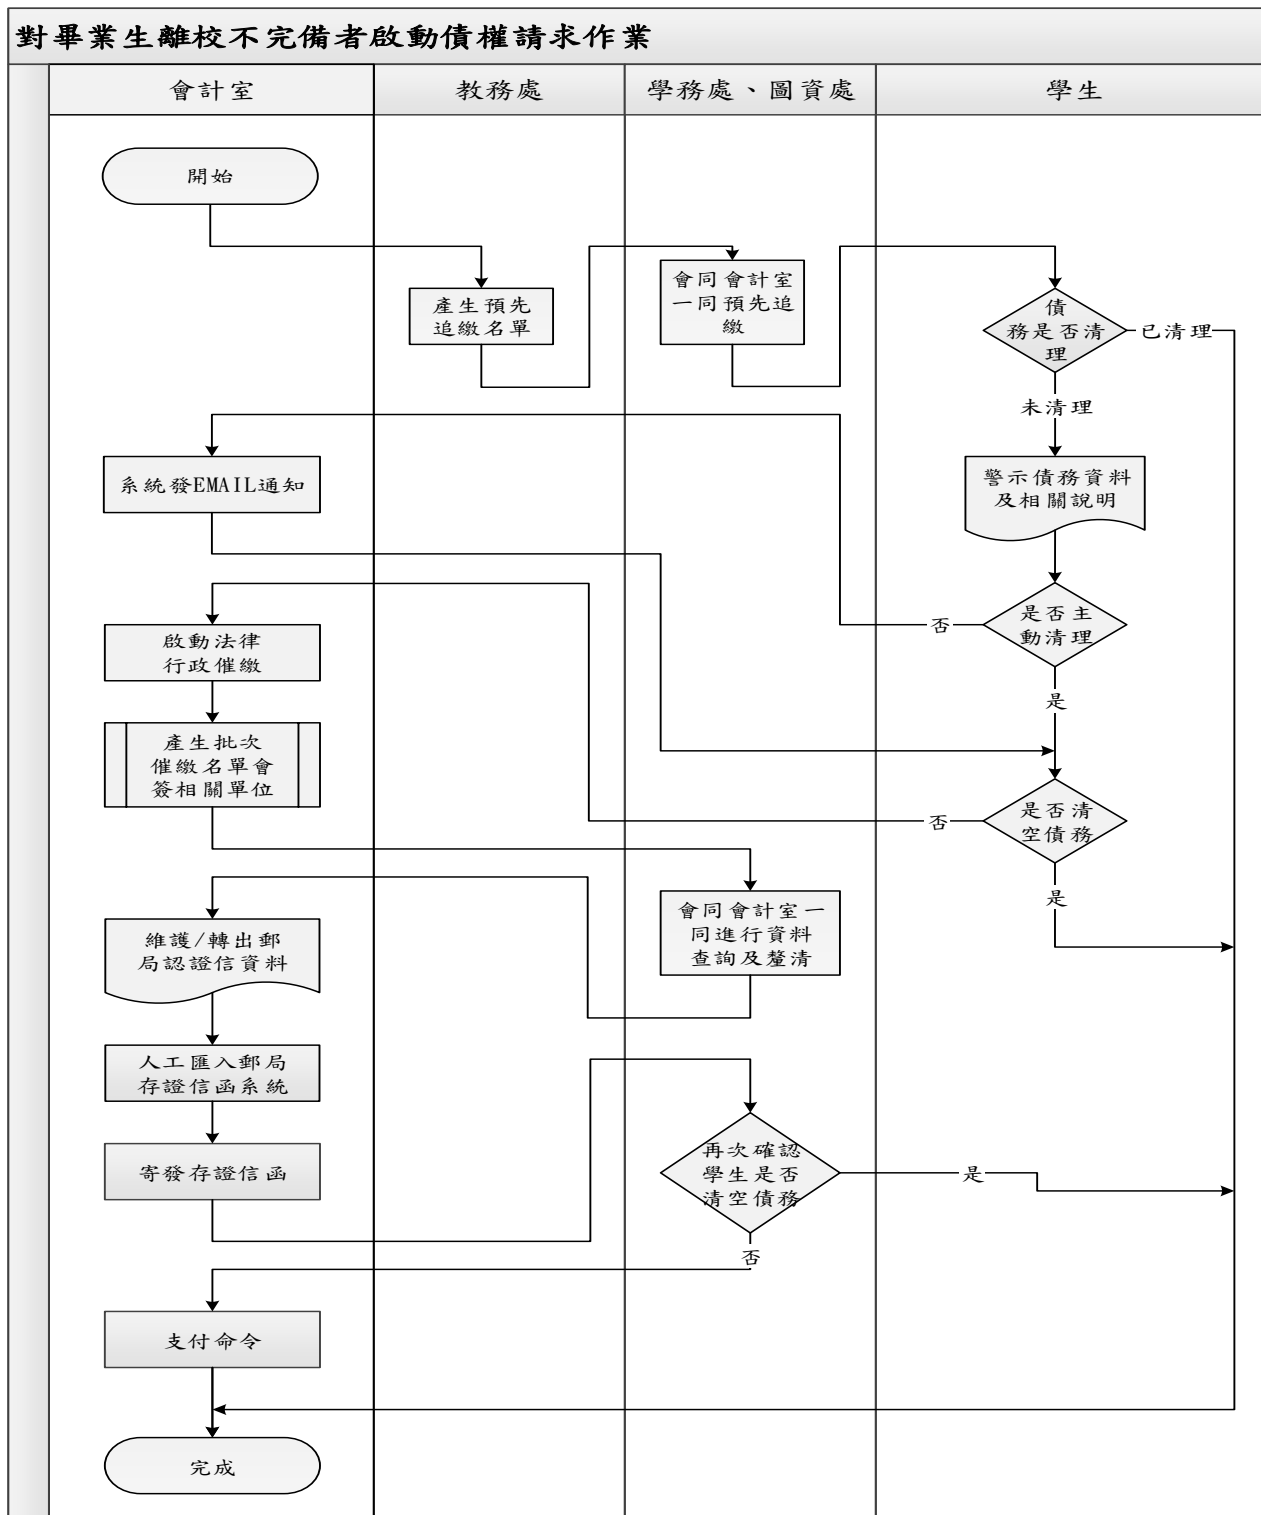 對畢業生離校不完備者啟動債權請求作業
會計室
教務處
學務處、圖資處
學生
開始
產生預先
追繳名單
會同會計室
一同預先追
繳
債
務是否清
理
已清理
未清理
系統發EMAIL通知
警示債務資料
及相關說明
是否主
動清理
否
是
啟動法律
行政催繳
產生批次
催繳名單會
簽相關單位
是否清
空債務
否
是
會同會計室一
同進行資料
查詢及釐清
維護/轉出郵
局認證信資料
人工匯入郵局
存證信函系統
寄發存證信函
再次確認
學生是否
清空債務
是
否
支付命令
完成